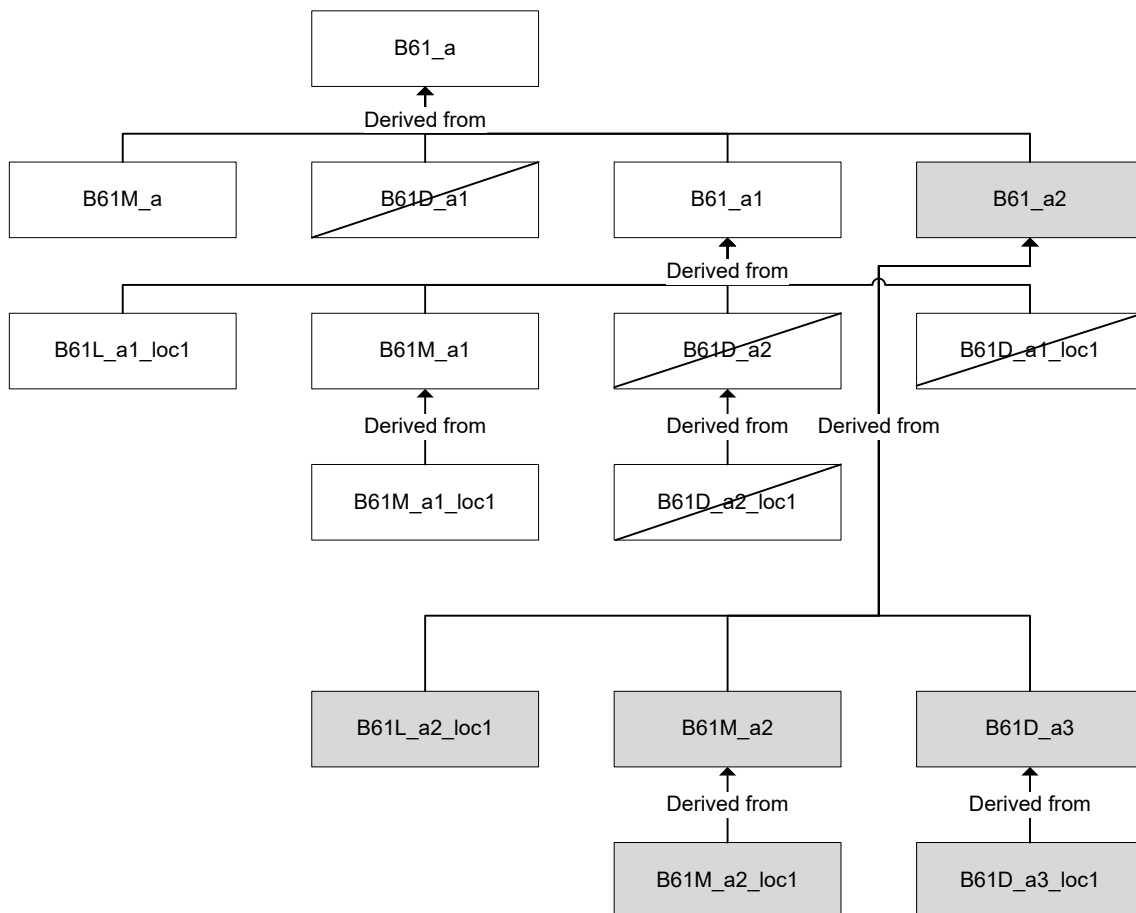 B61_a
Derived from
B61M_a
B61D_a1
B61_a1
B61_a2
Derived from
B61L_a1_loc1
B61M_a1
B61D_a2
B61D_a1_loc1
Derived from
Derived from
Derived from
B61M_a1_loc1
B61D_a2_loc1
B61L_a2_loc1
B61M_a2
B61D_a3
Derived from
Derived from
B61M_a2_loc1
B61D_a3_loc1